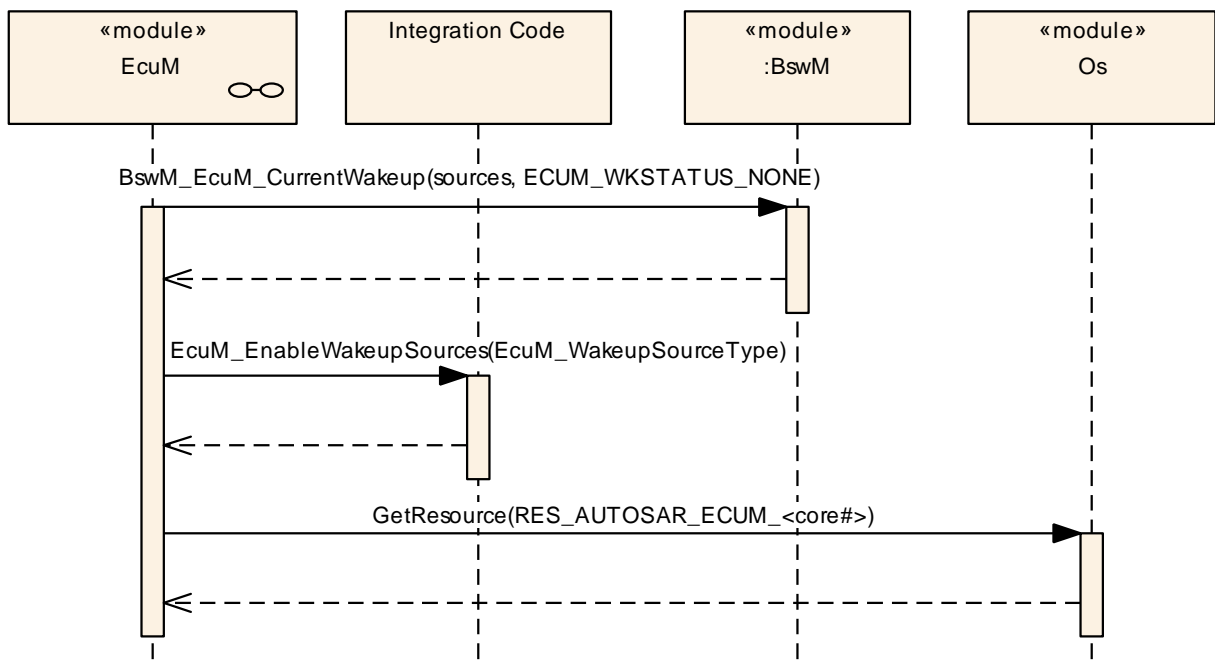 «module»
EcuM
Integration Code
«module»
:BswM
«module»
Os
BswM_EcuM_CurrentWakeup(sources, ECUM_WKSTATUS_NONE)
EcuM_EnableWakeupSources(EcuM_WakeupSourceType)
GetResource(RES_AUTOSAR_ECUM_<core#>)